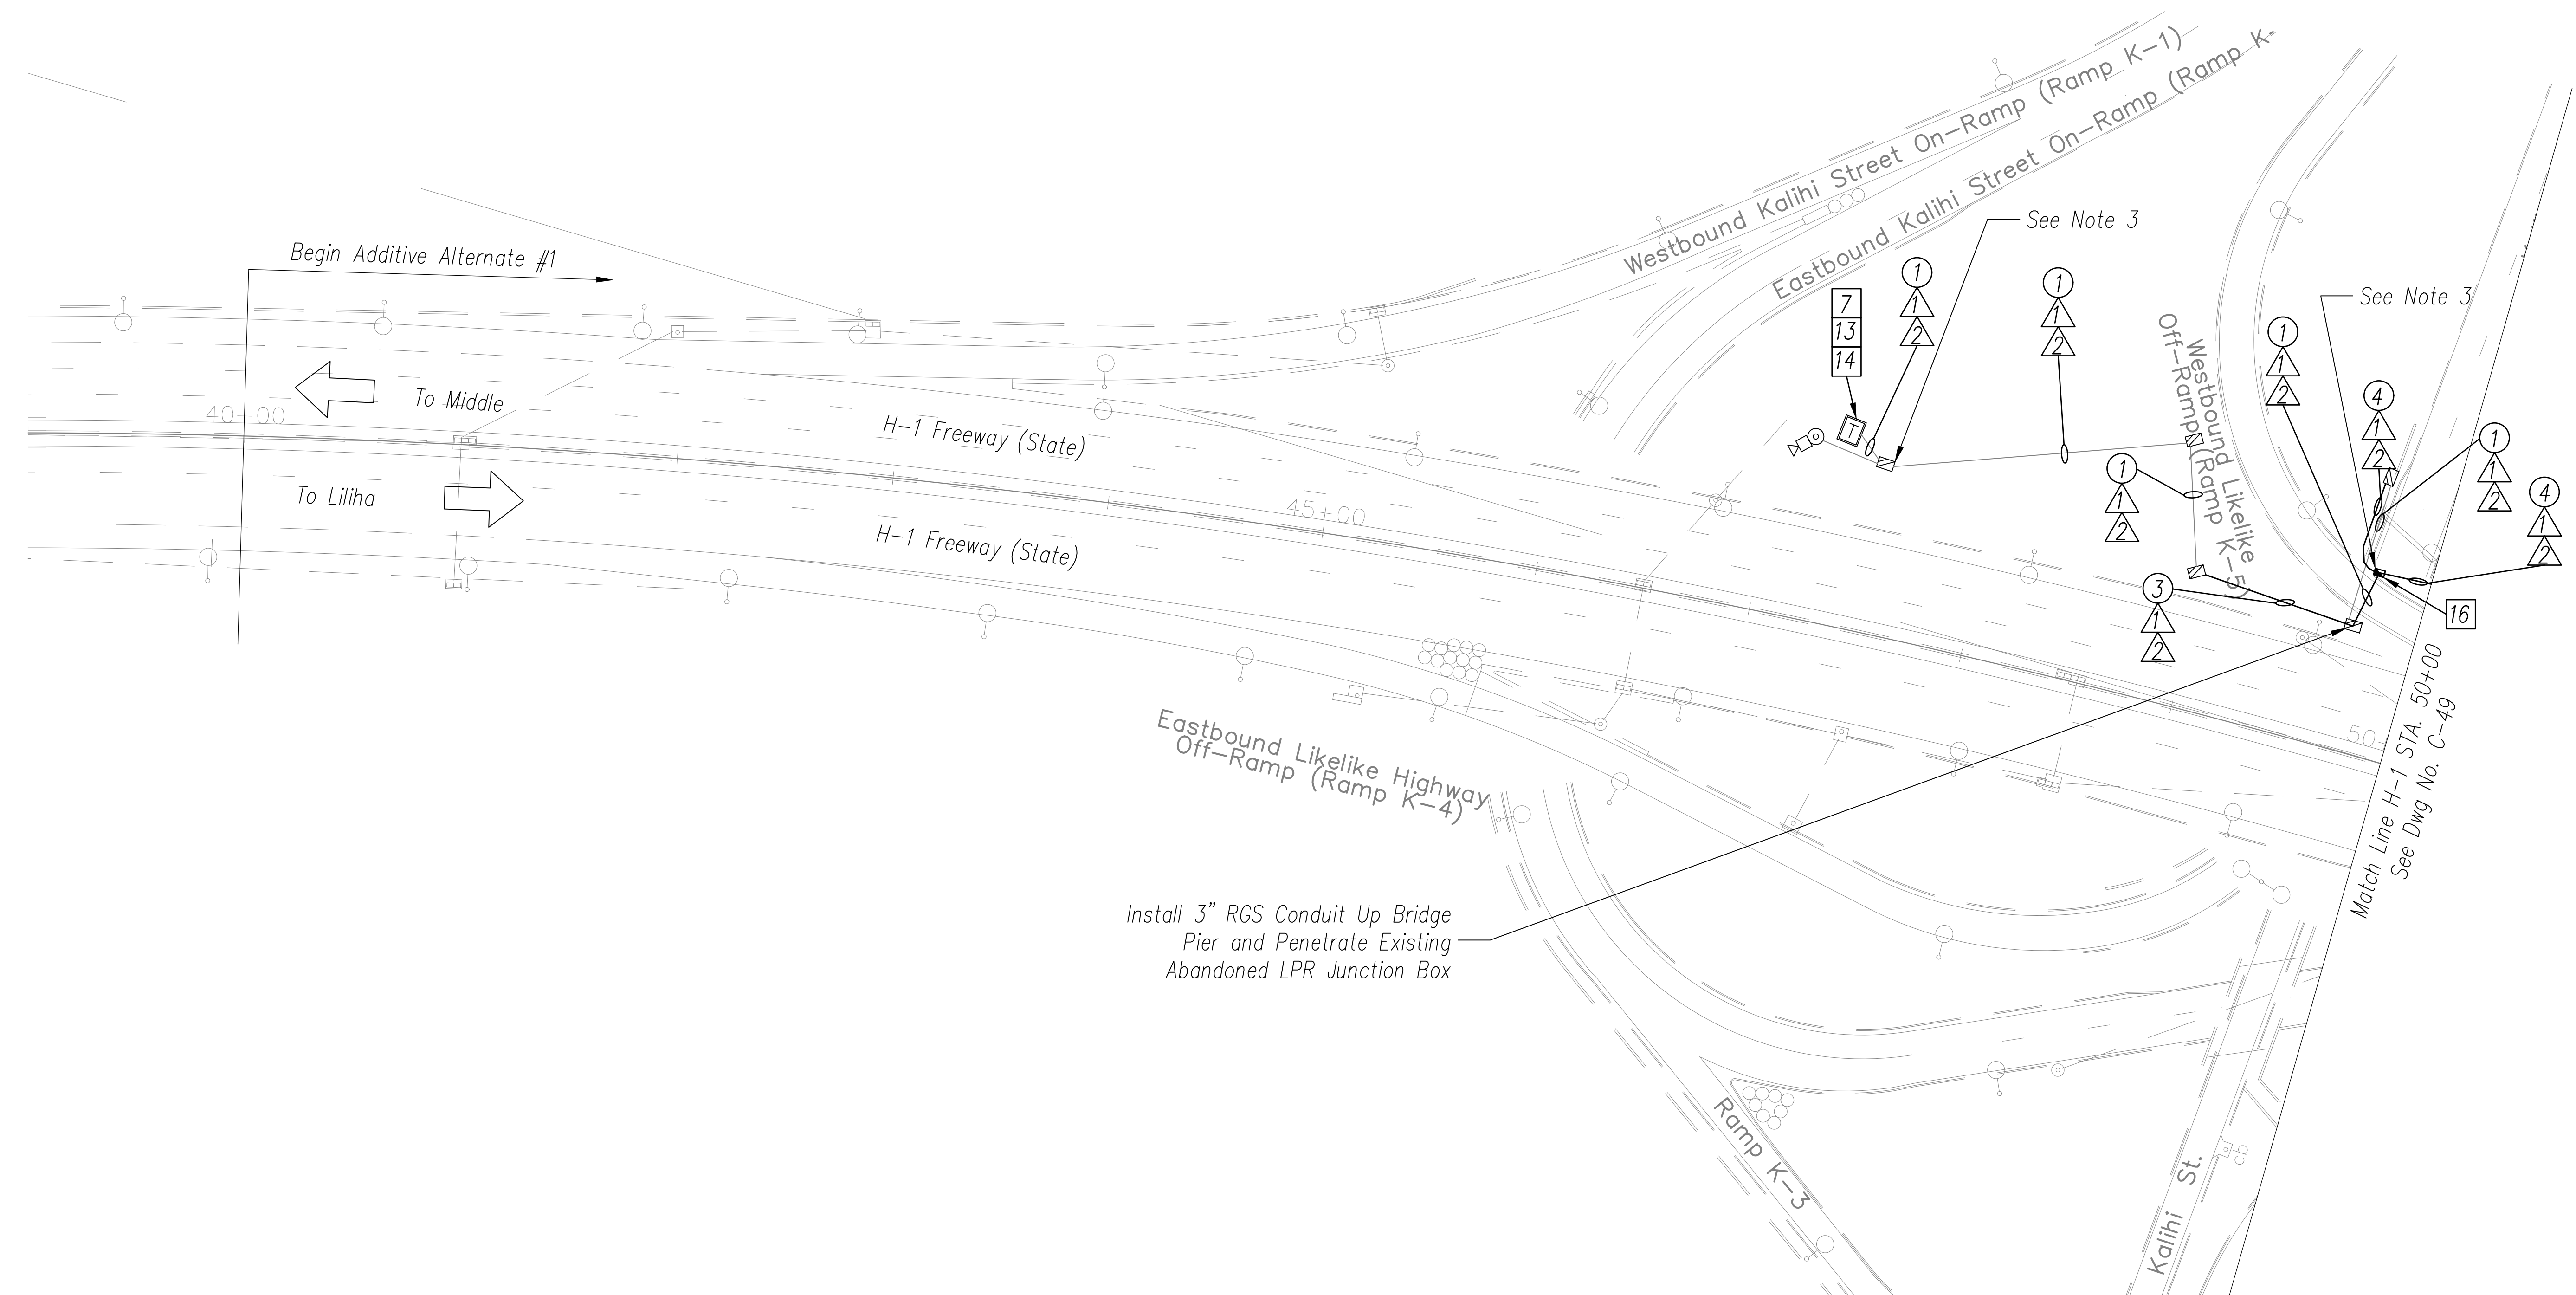 Westbound Kalihi Street On-Ramp (Ramp K-1)
Eastbound Kalihi Street On-Ramp (Ramp K-
Begin Additive Alternate #1
See Note 3
See Note 3
1
1
2
1
1
2
7
13
14
T
1
1
2
4
1
2
1
1
2
4
1
2
1
1
2
3
1
2
16
Westbound Likelike
Off-Ramp (Ramp K-5)
To Middle
40+00
To Liliha
H-1 Freeway (State)
H-1 Freeway (State)
45+00
50
Match Line H-1 STA. 50+00
See Dwg No. C-49
Eastbound Likelike Highway
Off-Ramp (Ramp K-4)
Install 3" RGS Conduit Up Bridge
Pier and Penetrate Existing
Abandoned LPR Junction Box
Ramp K-3
Kalihi St.
CB